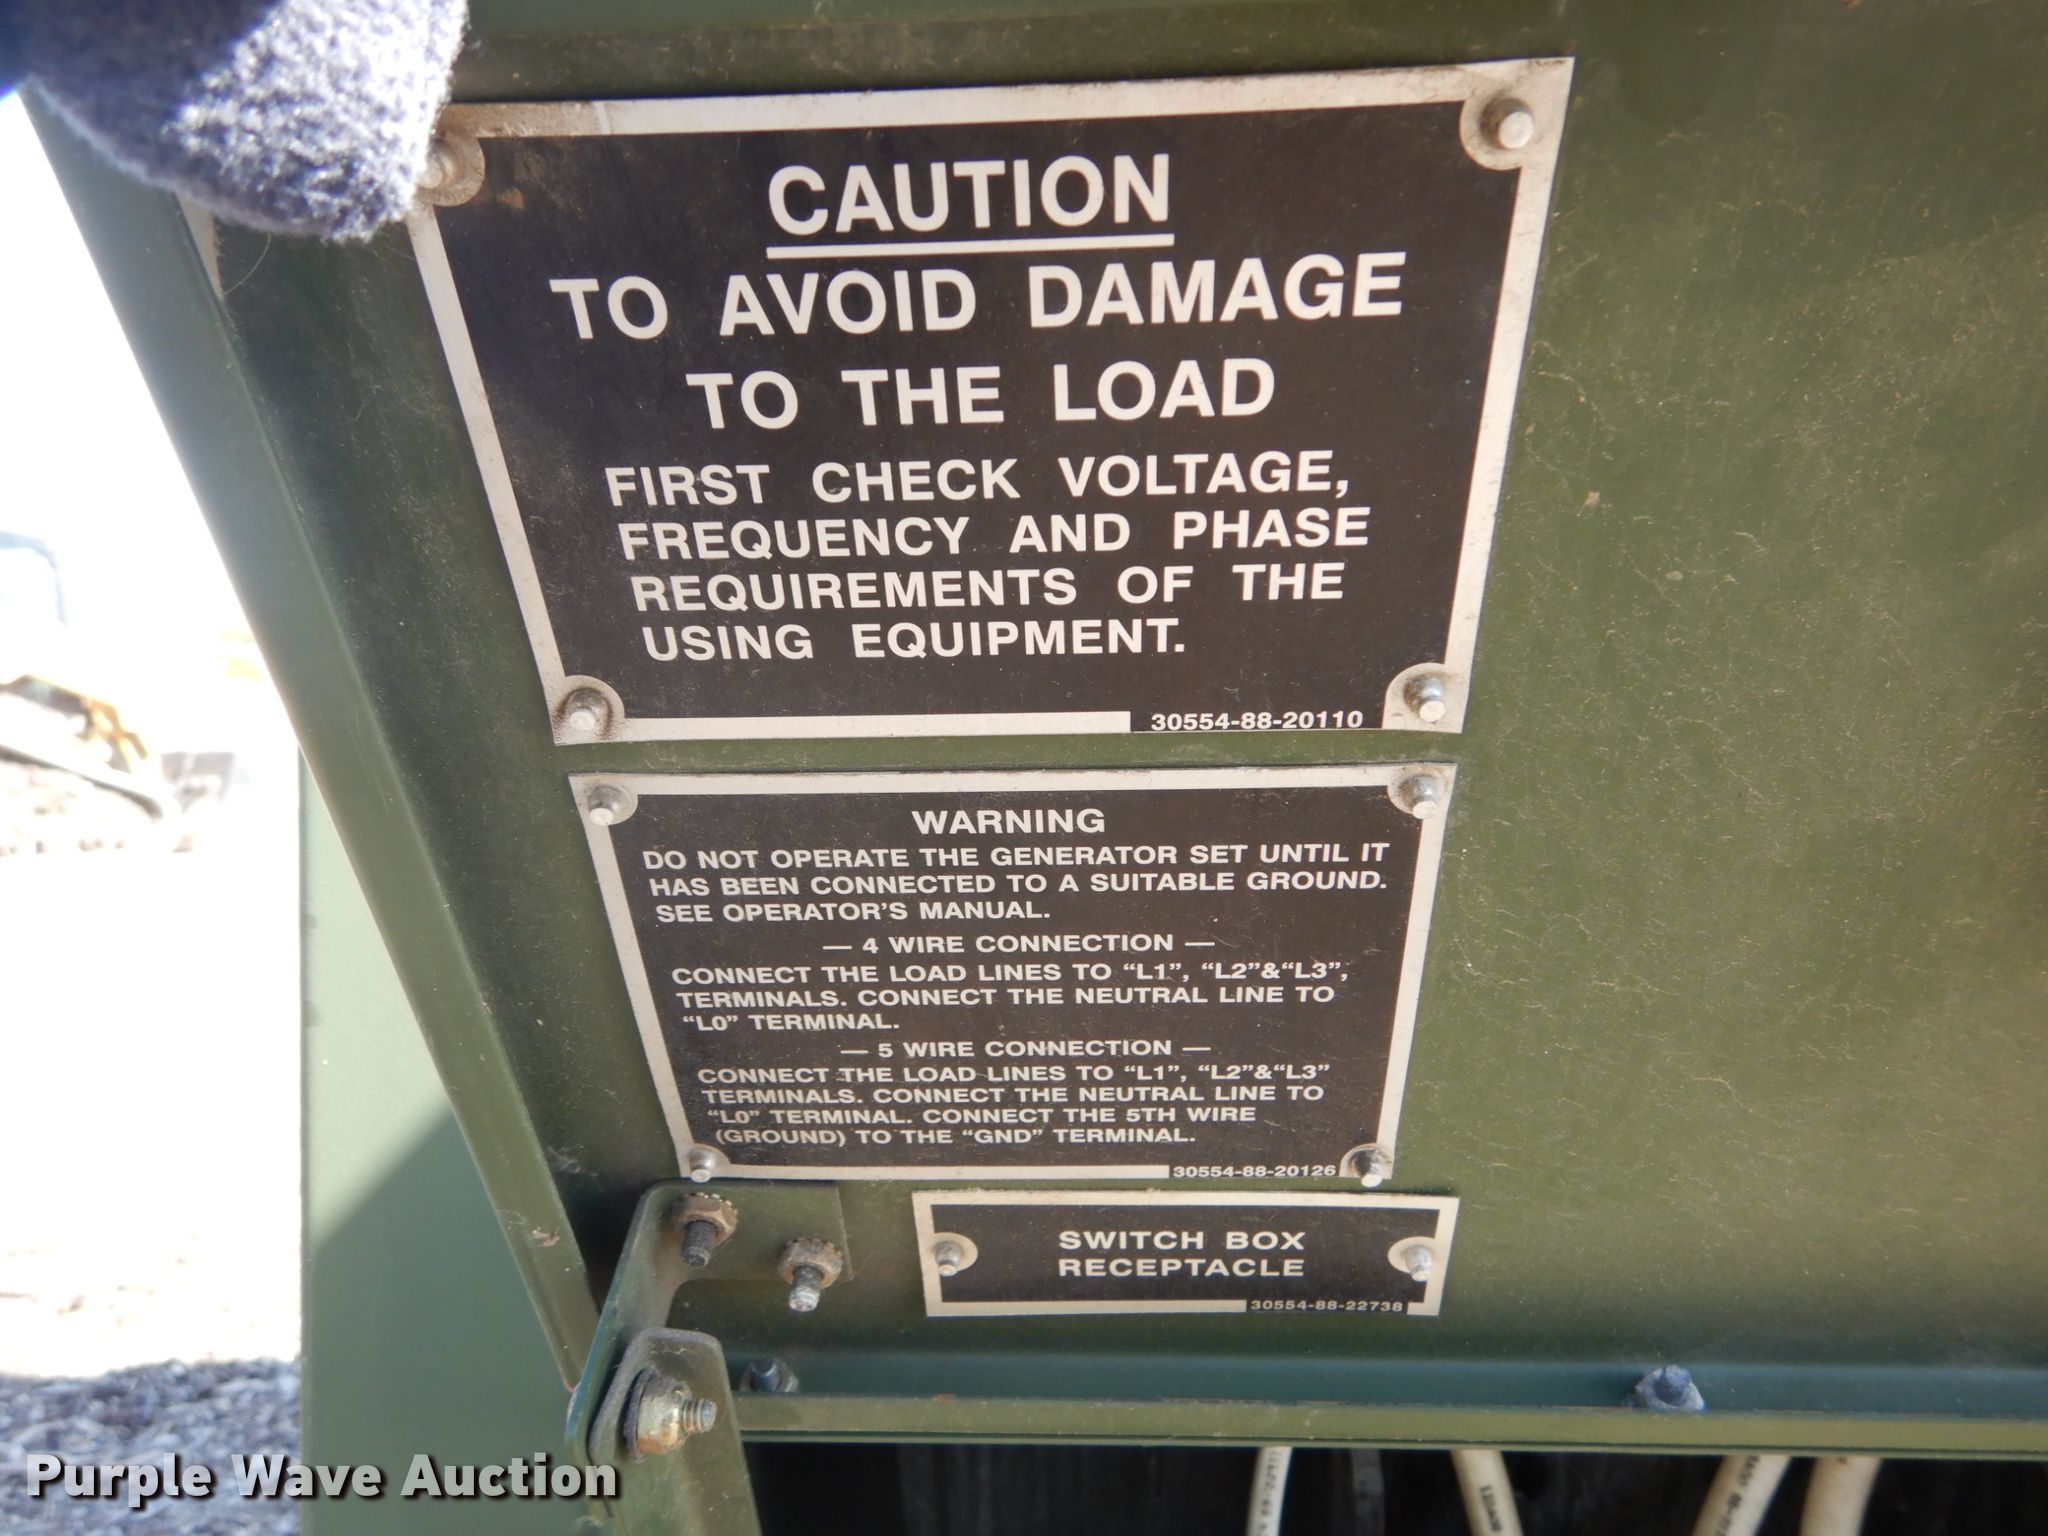 CAUTION
TO AVOID DAMAGE
TO THE LOAD
FIRST CHECK VOLTAGE,
FREQUENCY AND PHASE
REQUIREMENTS OF THE
USING EQUIPMENT.
30554-88-20110
WARNING
DO NOT OPERATE THE GENERATOR SET UNTIL IT
HAS BEEN CONNECTED TO A SUITABLE GROUND.
SEE OPERATOR'S MANUAL.
— 4 WIRE CONNECTION —
CONNECT THE LOAD LINES TO “L1”, “L2”&“L3”,
TERMINALS. CONNECT THE NEUTRAL LINE TO
“L0” TERMINAL.
— 5 WIRE CONNECTION —
CONNECT THE LOAD LINES TO “L1”, “L2”&“L3”
TERMINALS. CONNECT THE NEUTRAL LINE TO
“L0” TERMINAL. CONNECT THE 5TH WIRE
(GROUND) TO THE “GND” TERMINAL.
30554-88-20126
SWITCH BOX
RECEPTACLE
30554-88-22738
Purple Wave Auction